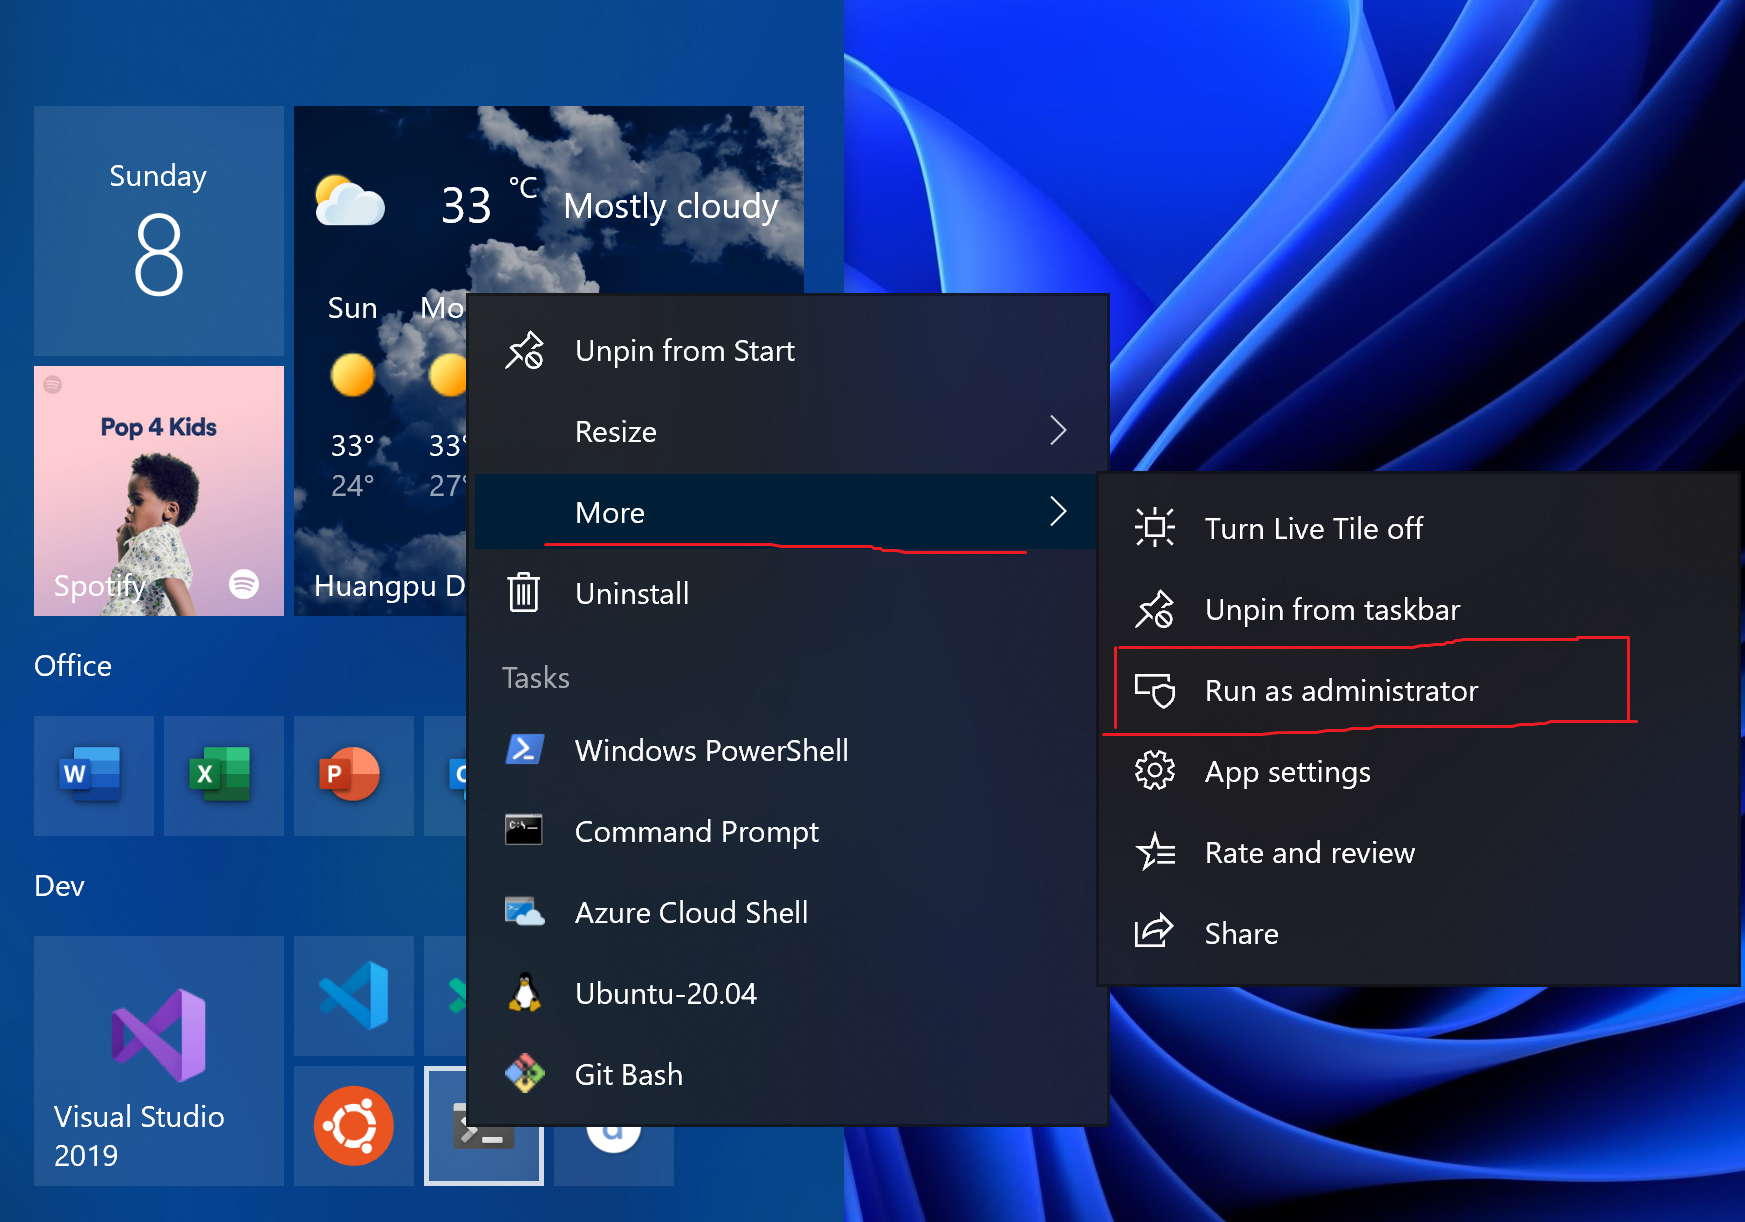 Sunday
8
33 °C Mostly cloudy
Sun
33°
24°
33°
27°
Huangpu D
Pop 4 Kids
Spotify
Office
W
X
P
Dev
Visual Studio
2019
Unpin from Start
Resize
More
Uninstall
Tasks
Windows PowerShell
Command Prompt
Azure Cloud Shell
Ubuntu-20.04
Git Bash
Turn Live Tile off
Unpin from taskbar
Run as administrator
App settings
Rate and review
Share